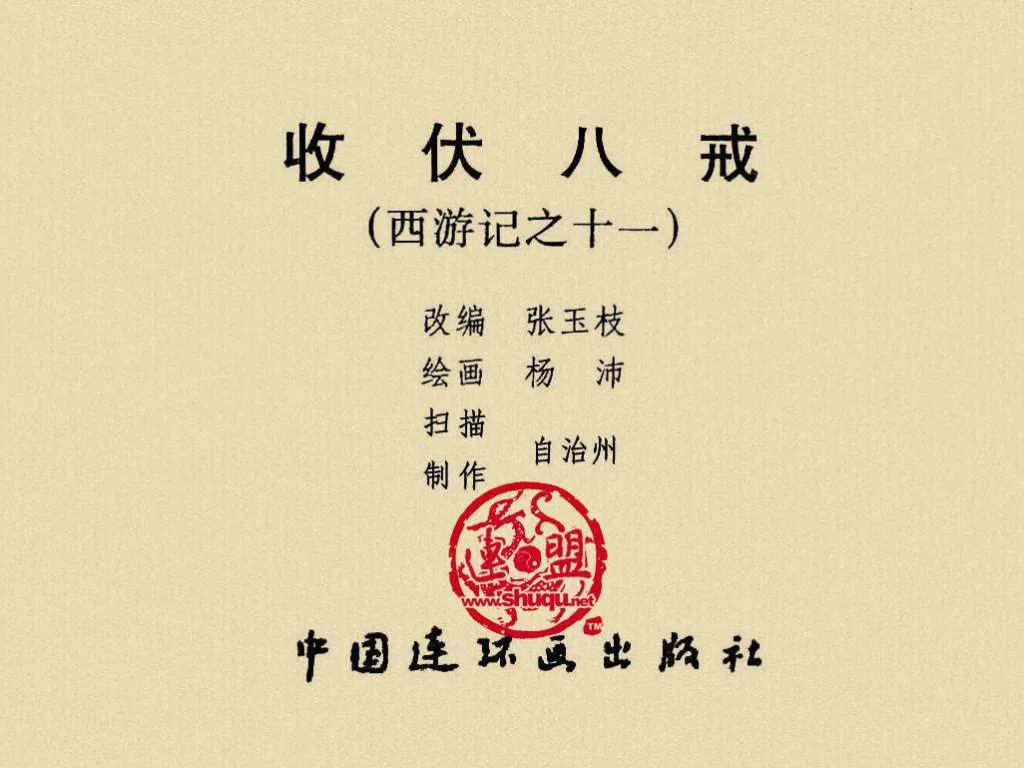 收伏八戒
（西游记之十一）
改编 张玉枝
绘画 杨沛
扫描
自治州
制作
連盟
www.shuqu.net
TM
中国连环画出版社